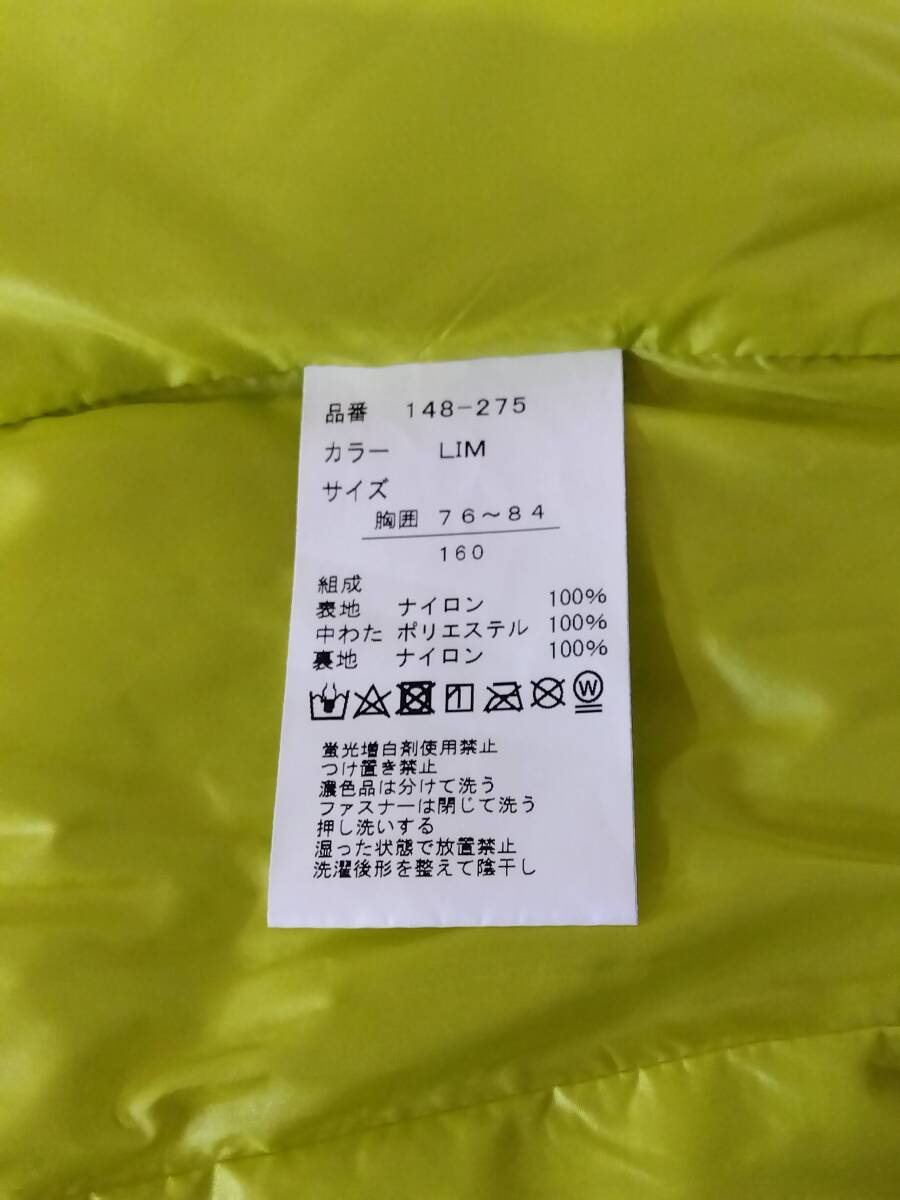 品番 148-275
カラー LIM
サイズ
胸囲 76～84
160
組成
表地 ナイロン 100%
中わた ポリエステル 100%
裏地 ナイロン 100%
W
蛍光増白剤使用禁止
つけ置き禁止
濃色品は分けて洗う
ファスナーは閉じて洗う
押し洗いする
湿った状態で放置禁止
洗濯後形を整えて陰干し